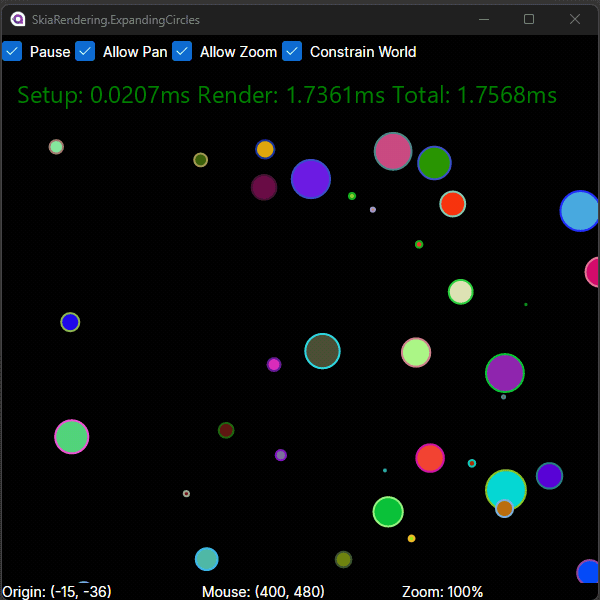 SkiaRendering.ExpandingCircles
Pause Allow Pan Allow Zoom Constrain World
Setup: 0.0207ms Render: 1.7361ms Total: 1.7568ms
Origin: (-15, -36) Mouse: (400, 480) Zoom: 100%